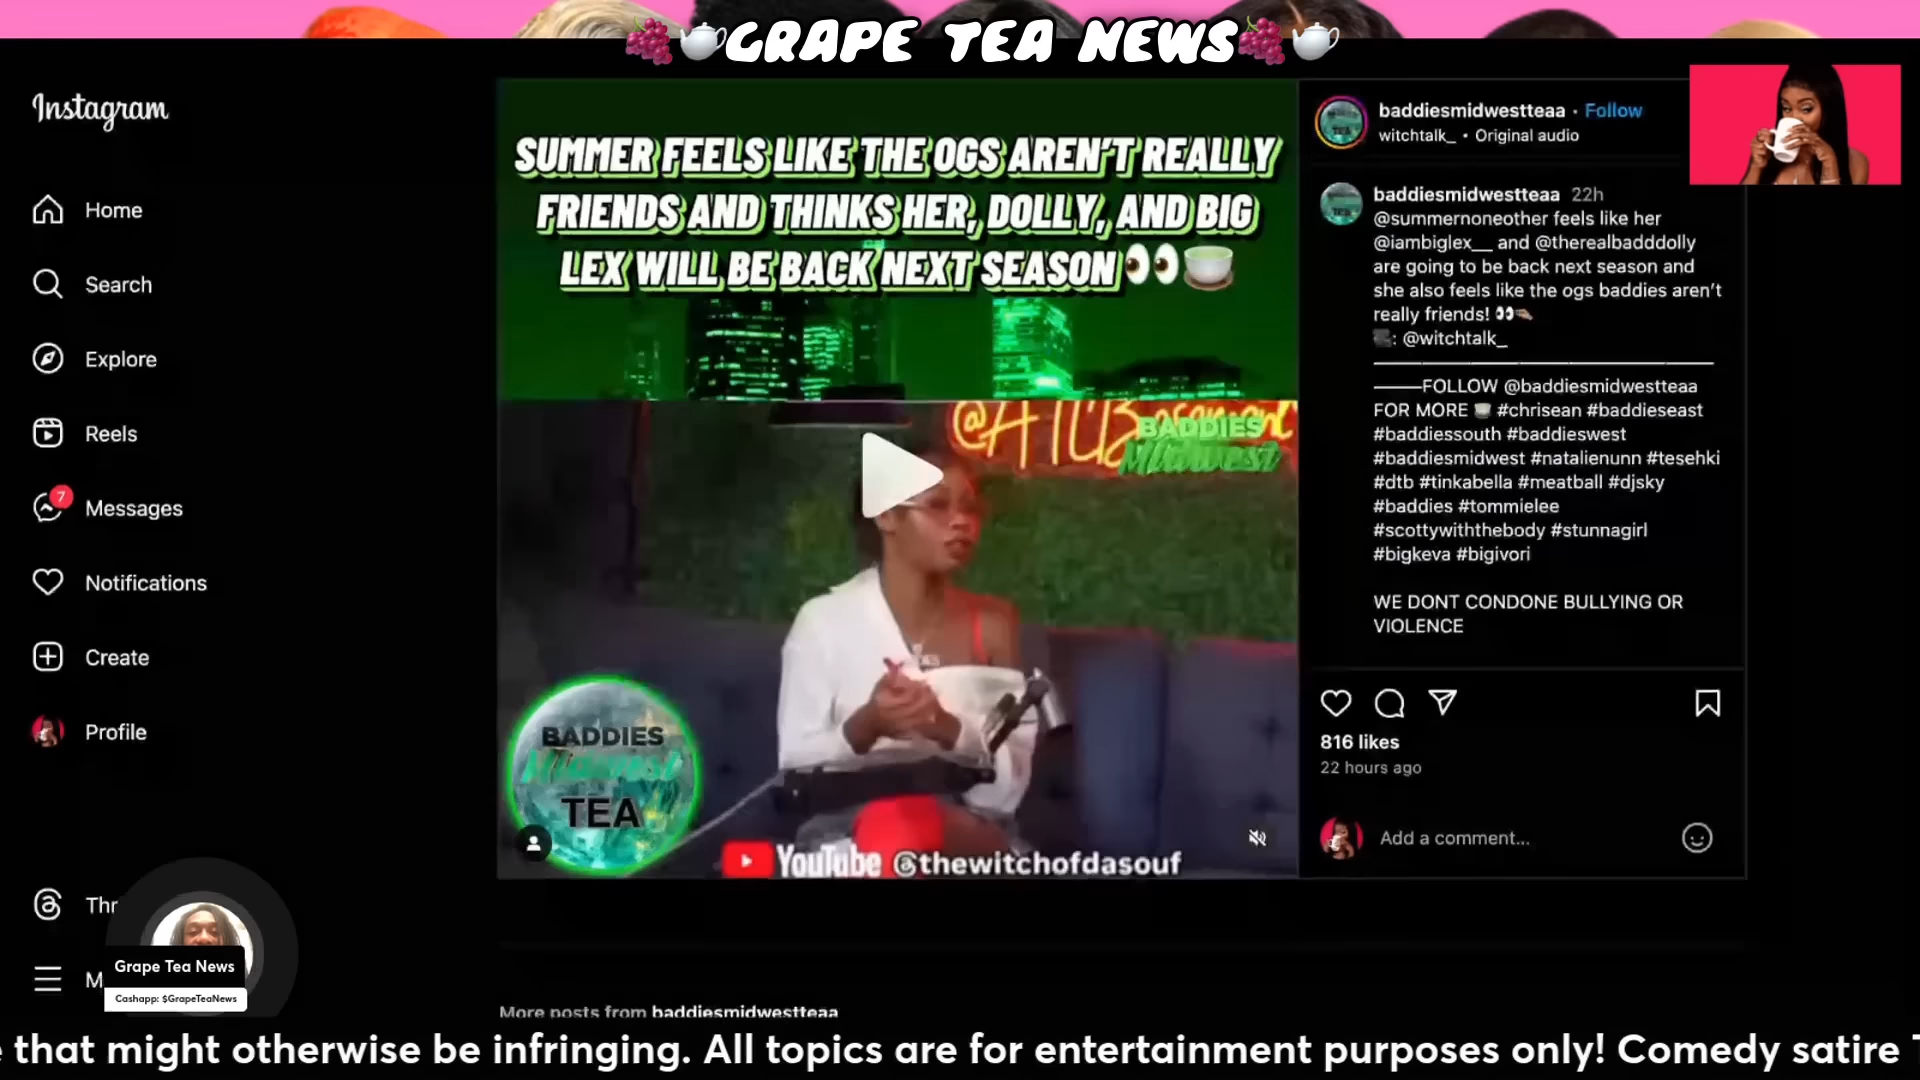 GRAPE TEA NEWS
Instagram
Home
Search
Explore
Reels
7
Messages
Notifications
Create
Profile
Thr
M
Grape Tea News
Cashapp: $GrapeTeaNews
SUMMER FEELS LIKE THE OGS AREN'T REALLY
FRIENDS AND THINKS HER, DOLLY, AND BIG
LEX WILL BE BACK NEXT SEASON 👀🍵
BADDIES
Midwest
BADDIES
Midwest
TEA
YouTube @thewitchofdasouf
baddiesmidwestteaa · Follow
witchtalk_ • Original audio
baddiesmidwestteaa 22h
@summernoneother feels like her
@iambiglex__ and @therealbadddolly
are going to be back next season and
she also feels like the ogs baddies aren't
really friends! 👀
: @witchtalk_
————FOLLOW @baddiesmidwestteaa
FOR MORE 🍵 #chrisean #baddieseast
#baddiessouth #baddieswest
#baddiesmidwest #natalienunn #tesehki
#dtb #tinkabella #meatball #djsky
#baddies #tommielee
#scottywiththebody #stunnagirl
#bigkeva #bigivori
WE DONT CONDONE BULLYING OR
VIOLENCE
816 likes
22 hours ago
Add a comment...
More posts from baddiesmidwestteaa
that might otherwise be infringing. All topics are for entertainment purposes only! Comedy satire